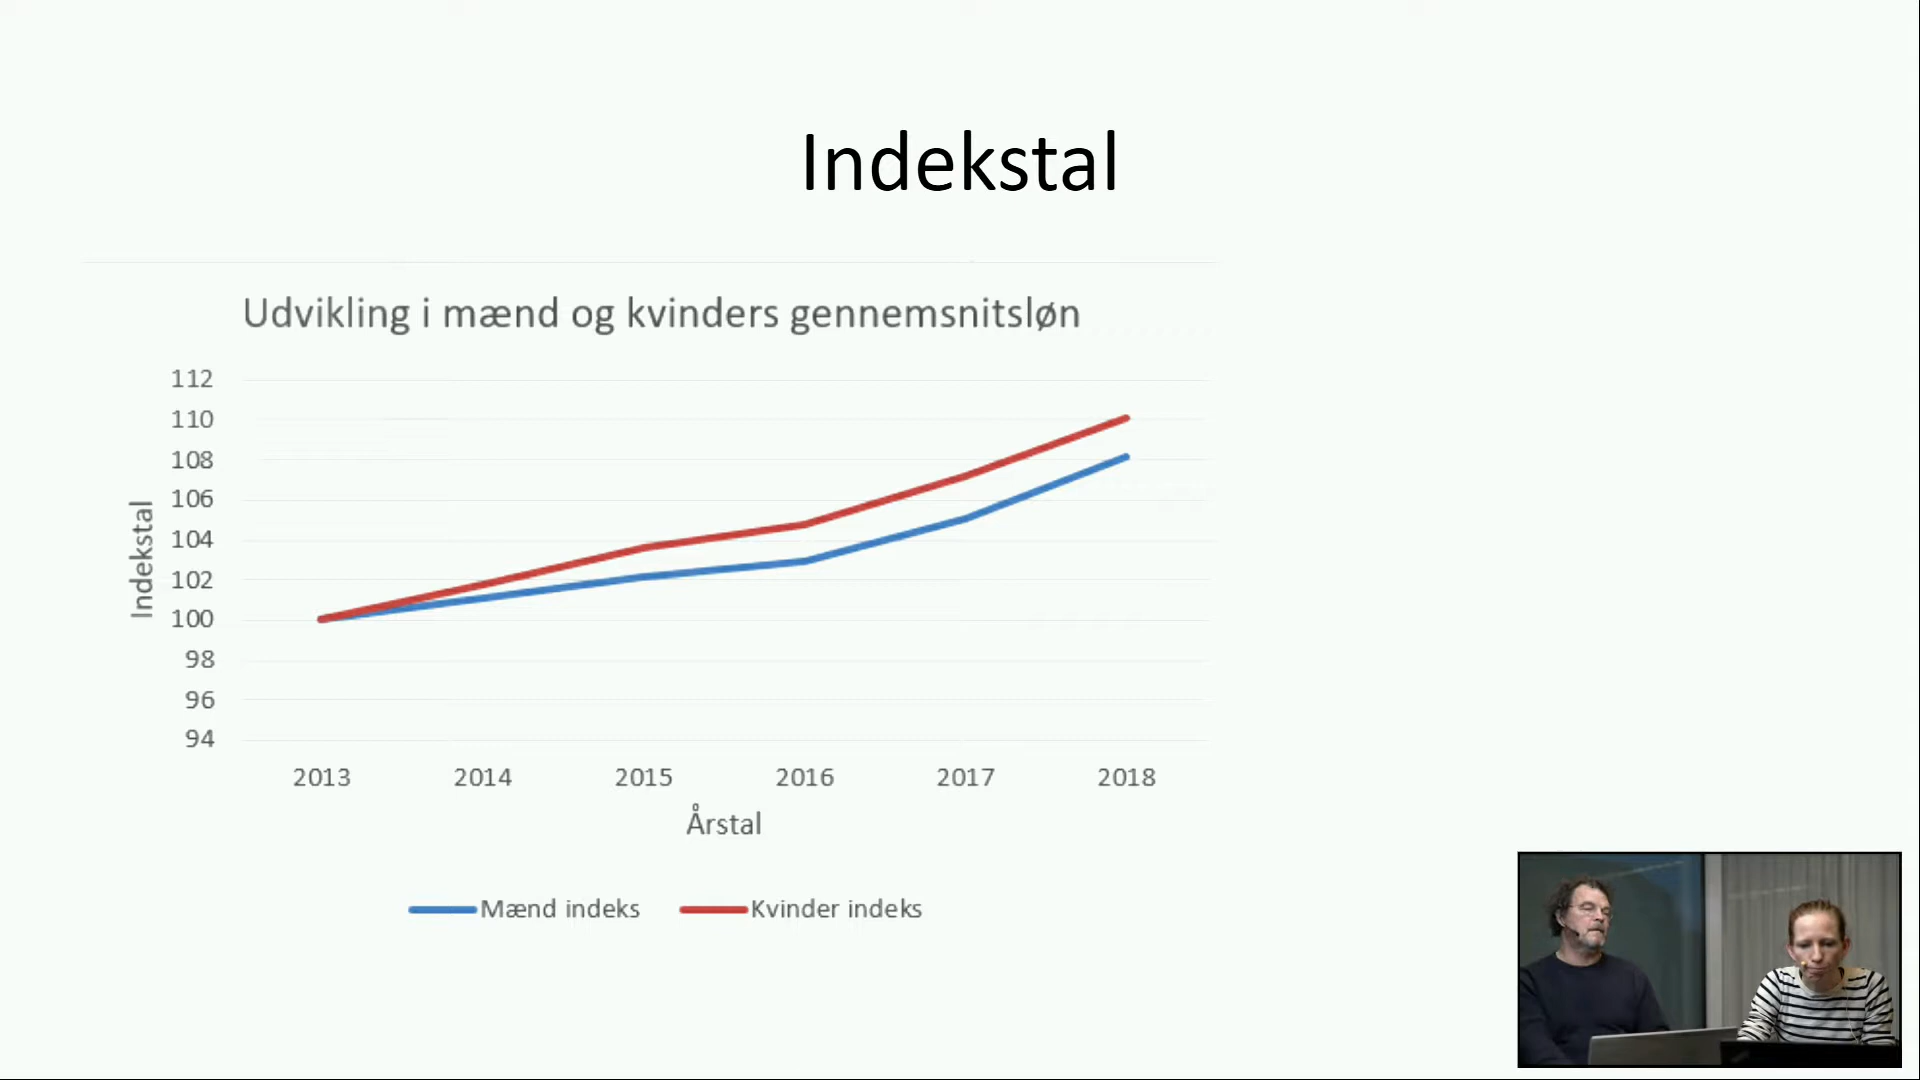 Indekstal
Udvikling i mænd og kvinders gennemsnitsløn
112
110
108
106
104
102
100
98
96
94
Indekstal
2013 2014 2015 2016 2017 2018
Årstal
Mænd indeks Kvinder indeks